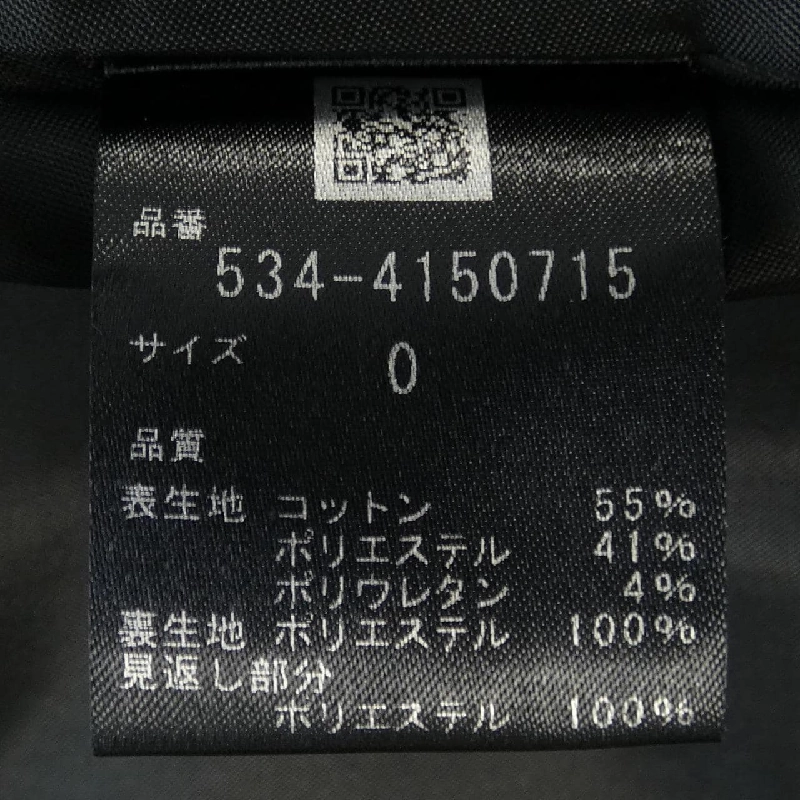 品番
534-4150715
サイズ 0
品質
表生地 コットン 55%
ポリエステル 41%
ポリウレタン 4%
裏生地 ポリエステル 100%
見返し部分
ポリエステル 100%